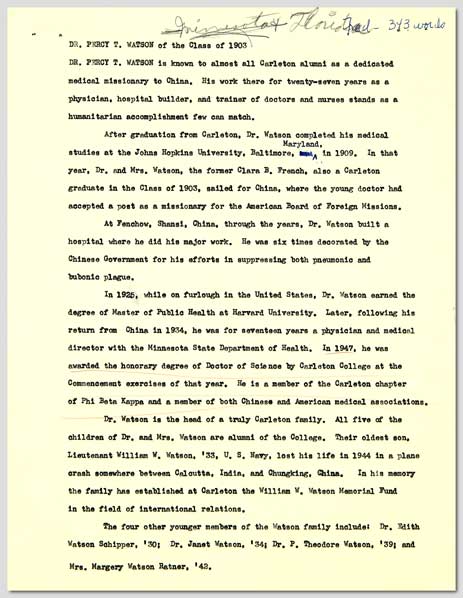 Minnesota & Florida - 393 words
DR. PERCY T. WATSON of the Class of 1903
DR. PERCY T. WATSON is known to almost all Carleton alumni as a dedicated
medical missionary to China. His work there for twenty-seven years as a
physician, hospital builder, and trainer of doctors and nurses stands as a
humanitarian accomplishment few can match.
After graduation from Carleton, Dr. Watson completed his medical
Maryland,
studies at the Johns Hopkins University, Baltimore, in 1909. In that
year, Dr. and Mrs. Watson, the former Clara B. French, also a Carleton
graduate in the Class of 1903, sailed for China, where the young doctor had
accepted a post as a missionary for the American Board of Foreign Missions.
At Fenchow, Shansi, China, through the years, Dr. Watson built a
hospital where he did his major work. He was six times decorated by the
Chinese Government for his efforts in suppressing both pneumonic and
bubonic plague.
In 1925, while on furlough in the United States, Dr. Watson earned the
degree of Master of Public Health at Harvard University. Later, following his
return from China in 1934, he was for seventeen years a physician and medical
director with the Minnesota State Department of Health. In 1947, he was
awarded the honorary degree of Doctor of Science by Carleton College at the
Commencement exercises of that year. He is a member of the Carleton chapter
of Phi Beta Kappa and a member of both Chinese and American medical associations.
Dr. Watson is the head of a truly Carleton family. All five of the
children of Dr. and Mrs. Watson are alumni of the College. Their oldest son,
Lieutenant William W. Watson, '33, U. S. Navy, lost his life in 1944 in a plane
crash somewhere between Calcutta, India, and Chungking, China. In his memory
the family has established at Carleton the William W. Watson Memorial Fund
in the field of international relations.
The four other younger members of the Watson family include: Dr. Edith
Watson Schipper, '30; Dr. Janet Watson, '34; Dr. P. Theodore Watson, '39; and
Mrs. Margery Watson Ratner, '42.